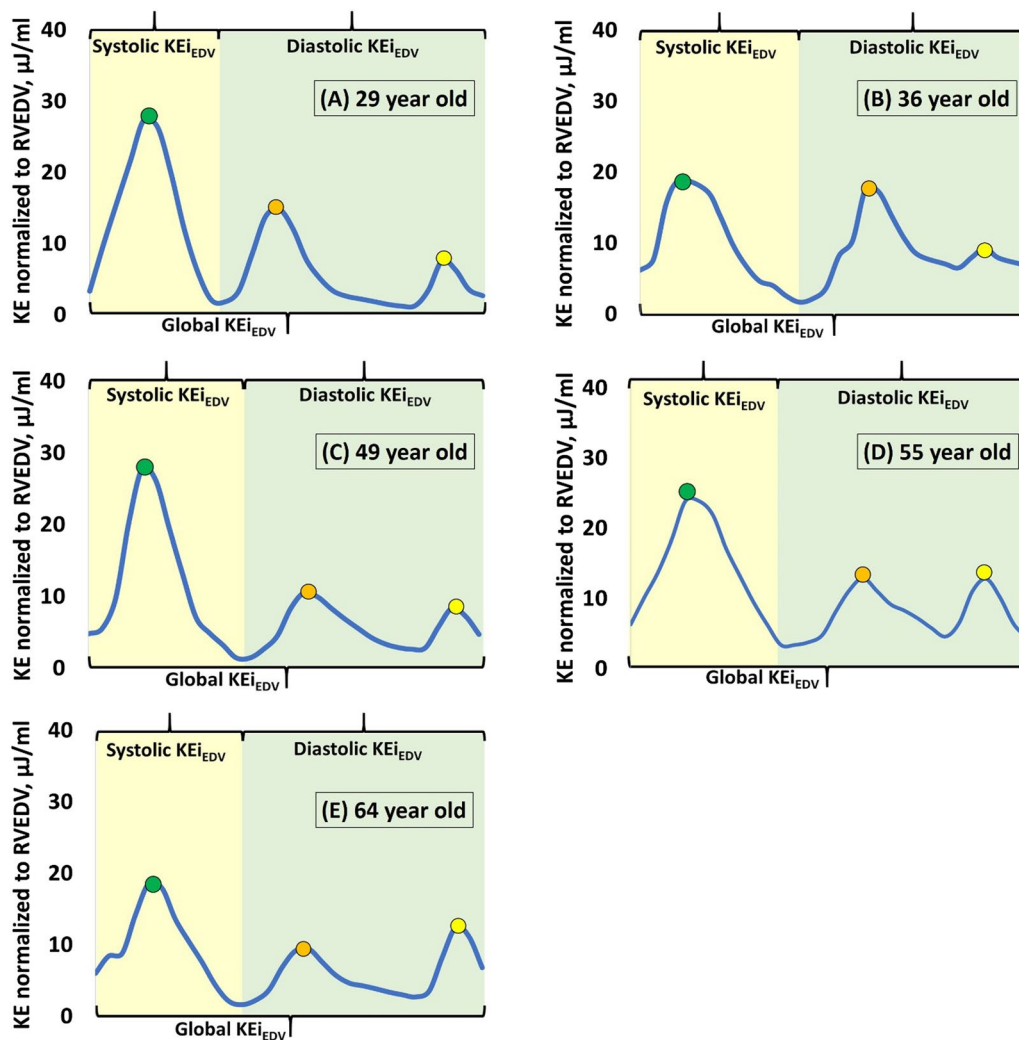 KE normalized to RVEDV, µJ/ml
40
30
20
10
0
Systolic KEiEDV
Diastolic KEiEDV
(A) 29 year old
Global KEiEDV
KE normalized to RVEDV, µJ/ml
40
30
20
10
0
Systolic KEiEDV
Diastolic KEiEDV
(B) 36 year old
Global KEiEDV
KE normalized to RVEDV, µJ/ml
40
30
20
10
0
Systolic KEiEDV
Diastolic KEiEDV
(C) 49 year old
Global KEiEDV
KE normalized to RVEDV, µJ/ml
40
30
20
10
0
Systolic KEiEDV
Diastolic KEiEDV
(D) 55 year old
Global KEiEDV
KE normalized to RVEDV, µJ/ml
40
30
20
10
0
Systolic KEiEDV
Diastolic KEiEDV
(E) 64 year old
Global KEiEDV